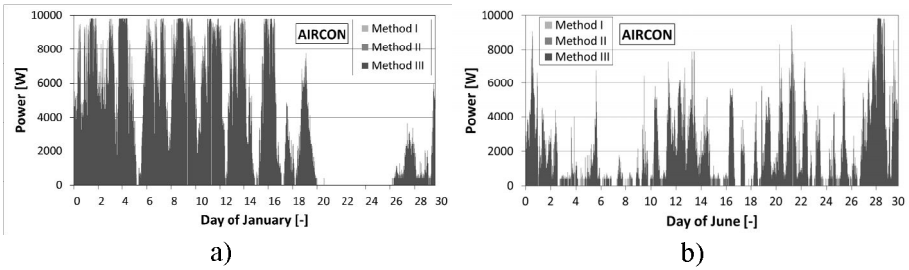 10000
8000
6000
4000
2000
0
Power [W]
AIRCON
Method I
Method II
Method III
0 2 4 6 8 10 12 14 16 18 20 22 24 26 28 30
Day of January [-]
a)
10000
8000
6000
4000
2000
0
Power [W]
Method I
Method II
Method III
AIRCON
0 2 4 6 8 10 12 14 16 18 20 22 24 26 28 30
Day of June [-]
b)